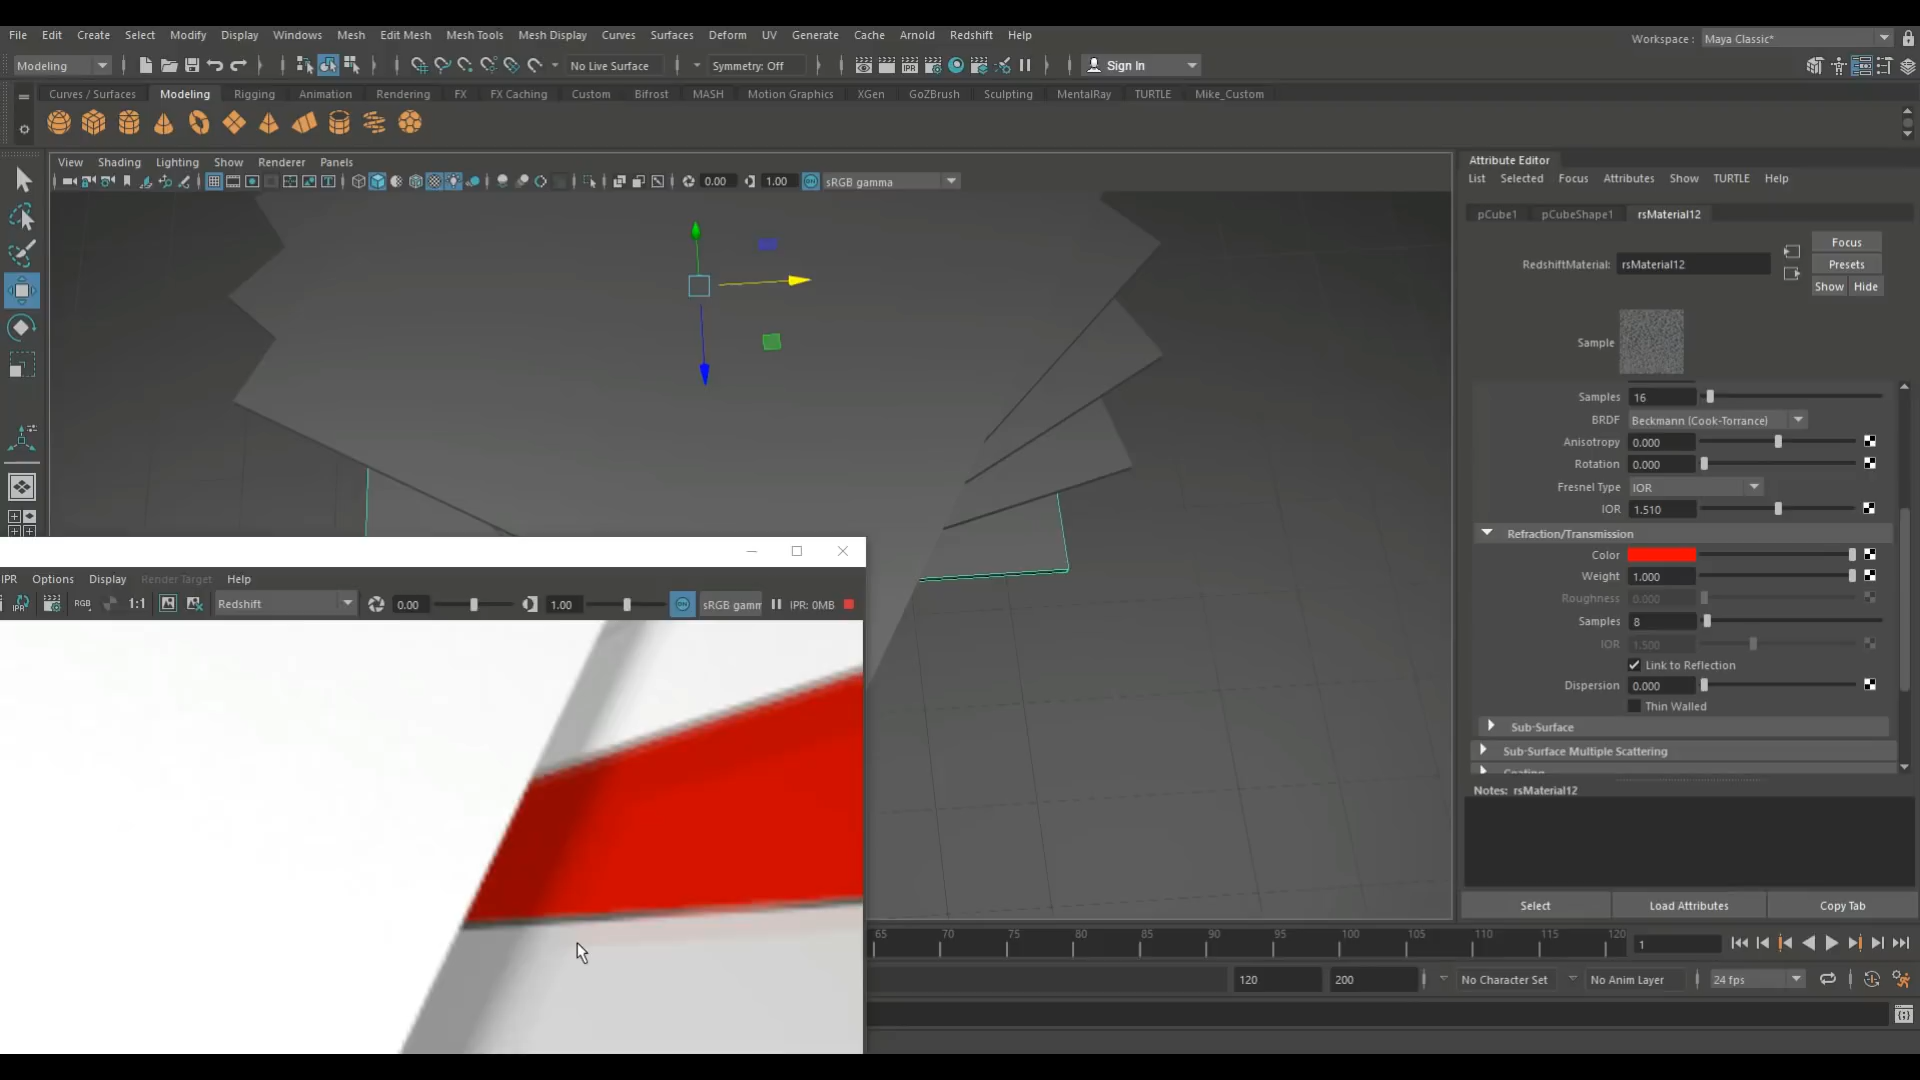 File Edit Create Select Modify Display Windows Mesh Edit Mesh Mesh Tools Mesh Display Curves Surfaces Deform UV Generate Cache Arnold Redshift Help
Workspace : Maya Classic*
Modeling No Live Surface Symmetry: Off IPR Sign In
Curves / Surfaces Modeling Rigging Animation Rendering FX FX Caching Custom Bifrost MASH Motion Graphics XGen GoZBrush Sculpting MentalRay TURTLE Mike_Custom
View Shading Lighting Show Renderer Panels
0.00 1.00 ON sRGB gamma
Attribute Editor
List Selected Focus Attributes Show TURTLE Help
pCube1 pCubeShape1 rsMaterial12
Focus
RedshiftMaterial: rsMaterial12
Presets
Show Hide
Sample
Samples 16
BRDF Beckmann (Cook-Torrance)
Anisotropy 0.000
Rotation 0.000
Fresnel Type IOR
IOR 1.510
Refraction/Transmission
Color
Weight 1.000
Roughness 0.000
Samples 8
IOR 1.500
Link to Reflection
Dispersion 0.000
Thin Walled
Sub-Surface
Sub-Surface Multiple Scattering
Coating
Notes: rsMaterial12
Select Load Attributes Copy Tab
IPR Options Display Render Target Help
IPR RGB 1:1 Redshift 0.00 1.00 ON sRGB gamm IPR: 0MB
65 70 75 80 85 90 95 100 105 110 115 120
1
120 200 No Character Set No Anim Layer 24 fps